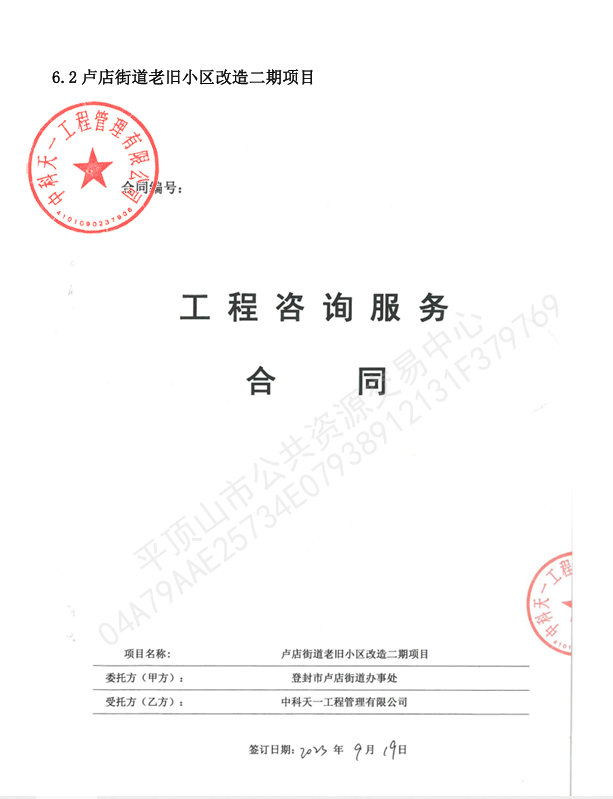 6.2 卢店街道老旧小区改造二期项目
中科天一工程管理有限公司
4101090237906
合同编号:
工程咨询服务
合 同
平顶山市公共资源交易中心
04A79AAE25734E07938912131F379769
中科天一工程
41010
项目名称: 卢店街道老旧小区改造二期项目
委托方（甲方）: 登封市卢店街道办事处
受托方（乙方）: 中科天一工程管理有限公司
签订日期: 2023 年 9 月 19 日